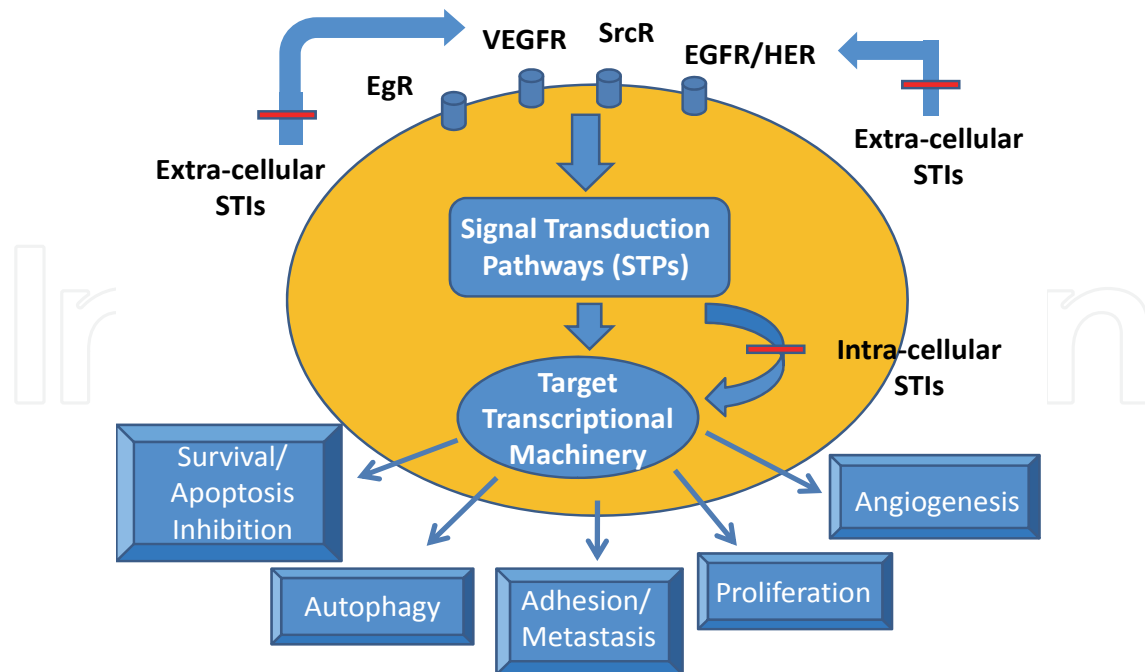 VEGFR
SrcR
EGFR/HER
EgR
Extra-cellular
STIs
Extra-cellular
STIs
Signal Transduction
Pathways (STPs)
Intra-cellular
STIs
Target
Transcriptional
Machinery
Survival/
Apoptosis
Inhibition
Autophagy
Adhesion/
Metastasis
Proliferation
Angiogenesis